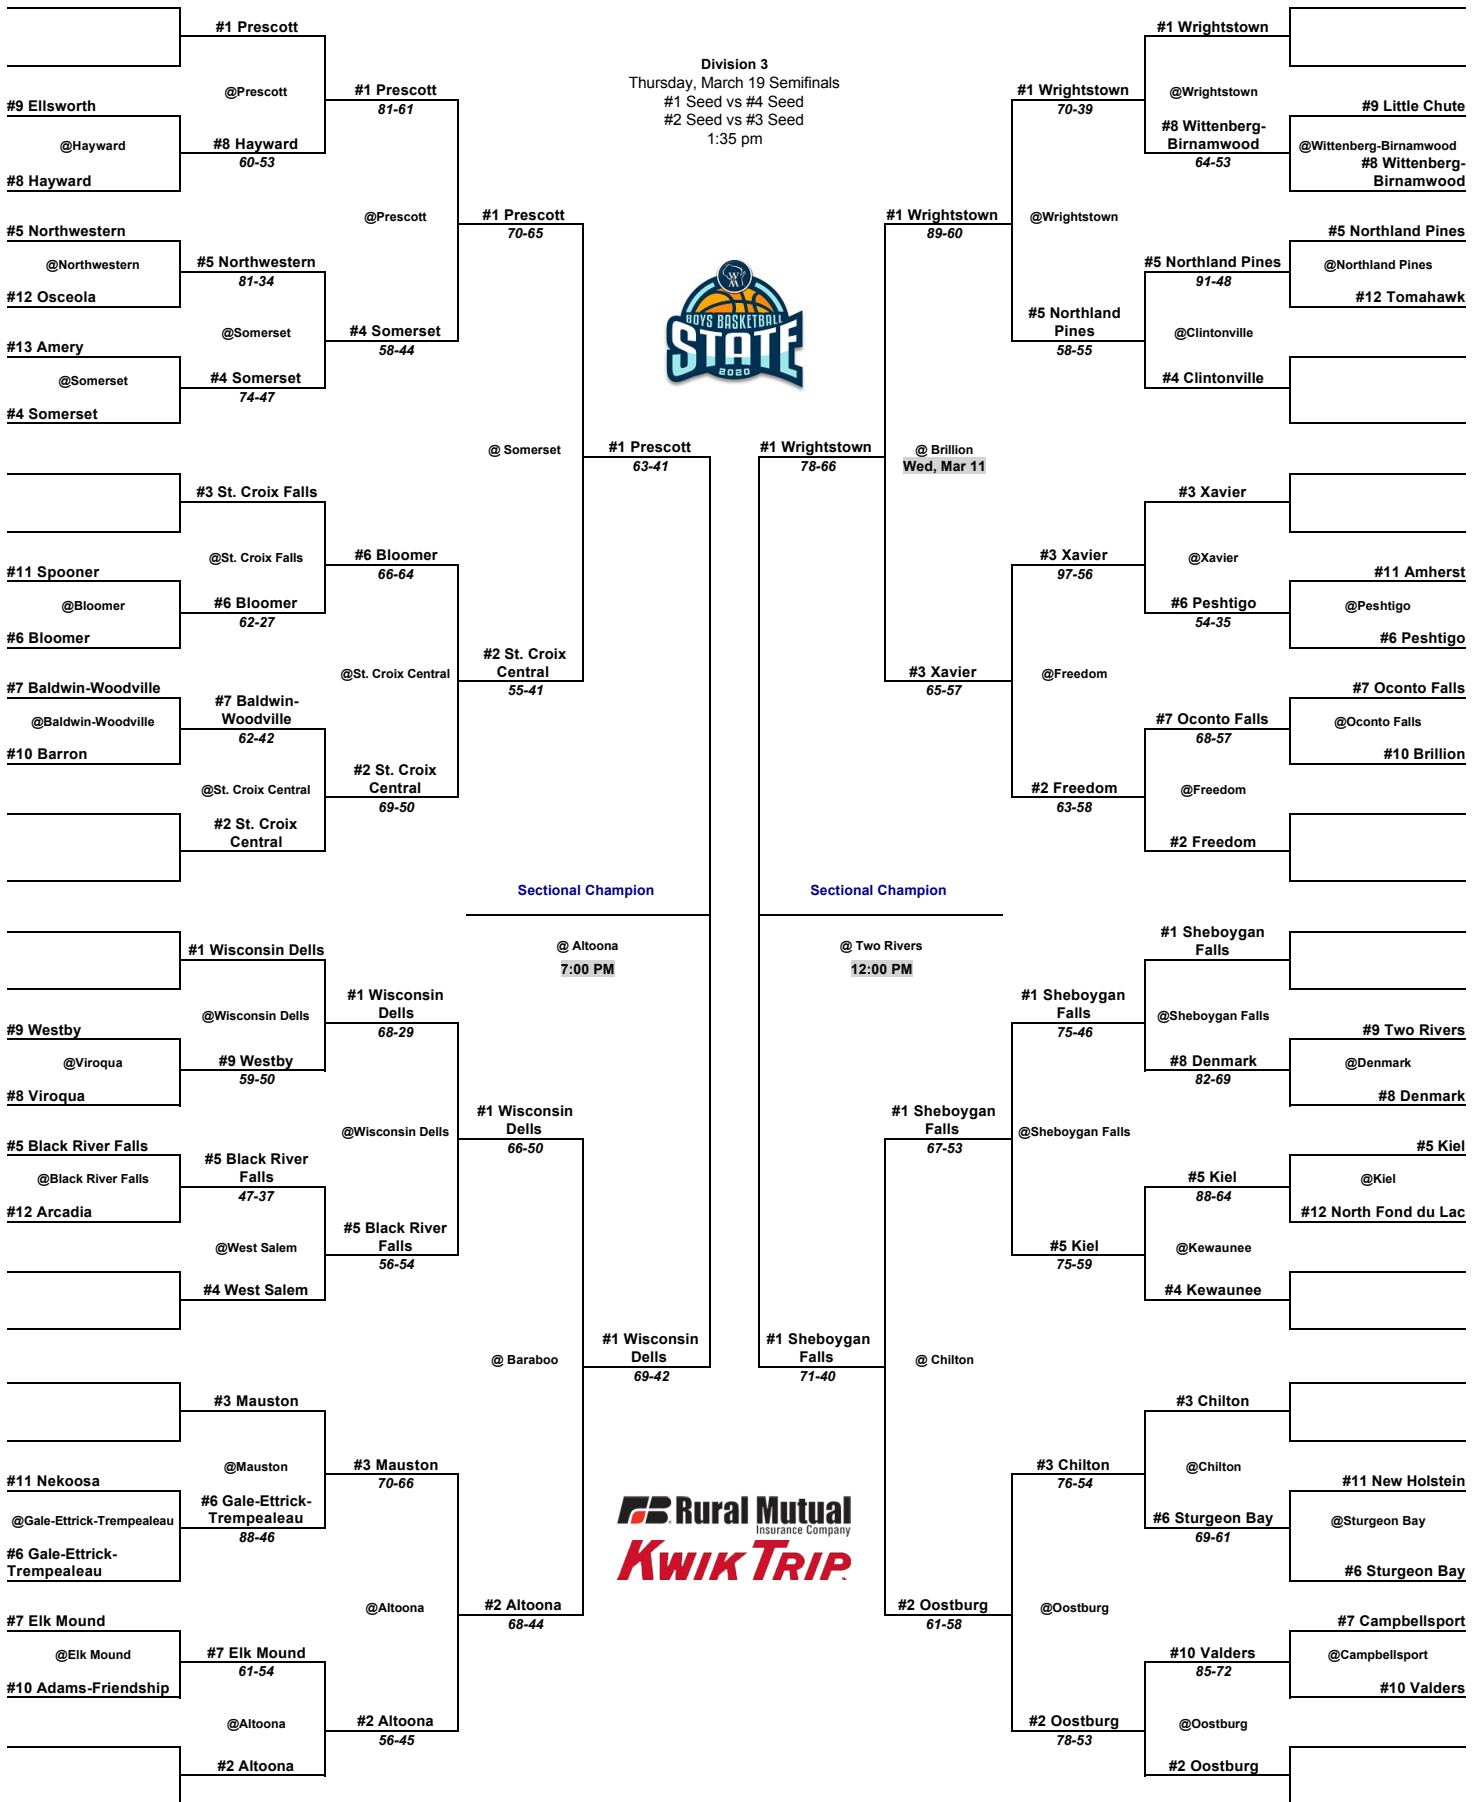 Division 3
Thursday, March 19 Semifinals
#1 Seed vs #4 Seed
#2 Seed vs #3 Seed
1:35 pm
#1 Prescott
@Prescott
#9 Ellsworth
@Hayward
#8 Hayward
#8 Hayward
60-53
#1 Prescott
81-61
@Prescott
#5 Northwestern
@Northwestern
#12 Osceola
#5 Northwestern
81-34
@Somerset
#13 Amery
@Somerset
#4 Somerset
#4 Somerset
74-47
#4 Somerset
58-44
#1 Prescott
70-65
@ Somerset
#3 St. Croix Falls
@St. Croix Falls
#11 Spooner
@Bloomer
#6 Bloomer
#6 Bloomer
62-27
#6 Bloomer
66-64
@St. Croix Central
#7 Baldwin-Woodville
@Baldwin-Woodville
#10 Barron
#7 Baldwin-
Woodville
62-42
@St. Croix Central
#2 St. Croix
Central
#2 St. Croix
Central
69-50
#2 St. Croix
Central
55-41
#1 Prescott
63-41
Sectional Champion
@ Altoona
7:00 PM
#1 Wisconsin Dells
@Wisconsin Dells
#9 Westby
@Viroqua
#8 Viroqua
#9 Westby
59-50
#1 Wisconsin
Dells
68-29
@Wisconsin Dells
#5 Black River Falls
@Black River Falls
#12 Arcadia
#5 Black River
Falls
47-37
@West Salem
#4 West Salem
#5 Black River
Falls
56-54
#1 Wisconsin
Dells
66-50
@ Baraboo
#1 Wisconsin
Dells
69-42
#3 Mauston
@Mauston
#11 Nekoosa
@Gale-Ettrick-Trempealeau
#6 Gale-Ettrick-
Trempealeau
#6 Gale-Ettrick-
Trempealeau
88-46
#3 Mauston
70-66
@Altoona
#7 Elk Mound
@Elk Mound
#10 Adams-Friendship
#7 Elk Mound
61-54
@Altoona
#2 Altoona
#2 Altoona
56-45
#2 Altoona
68-44
WIAA
BOYS BASKETBALL
STATE
2020
#1 Wrightstown
@Wrightstown
#9 Little Chute
@Wittenberg-Birnamwood
#8 Wittenberg-
Birnamwood
#8 Wittenberg-
Birnamwood
64-53
#1 Wrightstown
70-39
@Wrightstown
#5 Northland Pines
@Northland Pines
#12 Tomahawk
#5 Northland Pines
91-48
@Clintonville
#4 Clintonville
#5 Northland
Pines
58-55
#1 Wrightstown
89-60
@ Brillion
Wed, Mar 11
#1 Wrightstown
78-66
#3 Xavier
@Xavier
#11 Amherst
@Peshtigo
#6 Peshtigo
#6 Peshtigo
54-35
#3 Xavier
97-56
@Freedom
#7 Oconto Falls
@Oconto Falls
#10 Brillion
#7 Oconto Falls
68-57
@Freedom
#2 Freedom
#2 Freedom
63-58
#3 Xavier
65-57
Sectional Champion
@ Two Rivers
12:00 PM
#1 Sheboygan
Falls
@Sheboygan Falls
#9 Two Rivers
@Denmark
#8 Denmark
#8 Denmark
82-69
#1 Sheboygan
Falls
75-46
@Sheboygan Falls
#5 Kiel
@Kiel
#12 North Fond du Lac
#5 Kiel
88-64
@Kewaunee
#4 Kewaunee
#5 Kiel
75-59
#1 Sheboygan
Falls
67-53
@ Chilton
#1 Sheboygan
Falls
71-40
#3 Chilton
@Chilton
#11 New Holstein
@Sturgeon Bay
#6 Sturgeon Bay
#6 Sturgeon Bay
69-61
#3 Chilton
76-54
@Oostburg
#7 Campbellsport
@Campbellsport
#10 Valders
#10 Valders
85-72
@Oostburg
#2 Oostburg
#2 Oostburg
78-53
#2 Oostburg
61-58
Rural Mutual
Insurance Company
KWIK TRIP